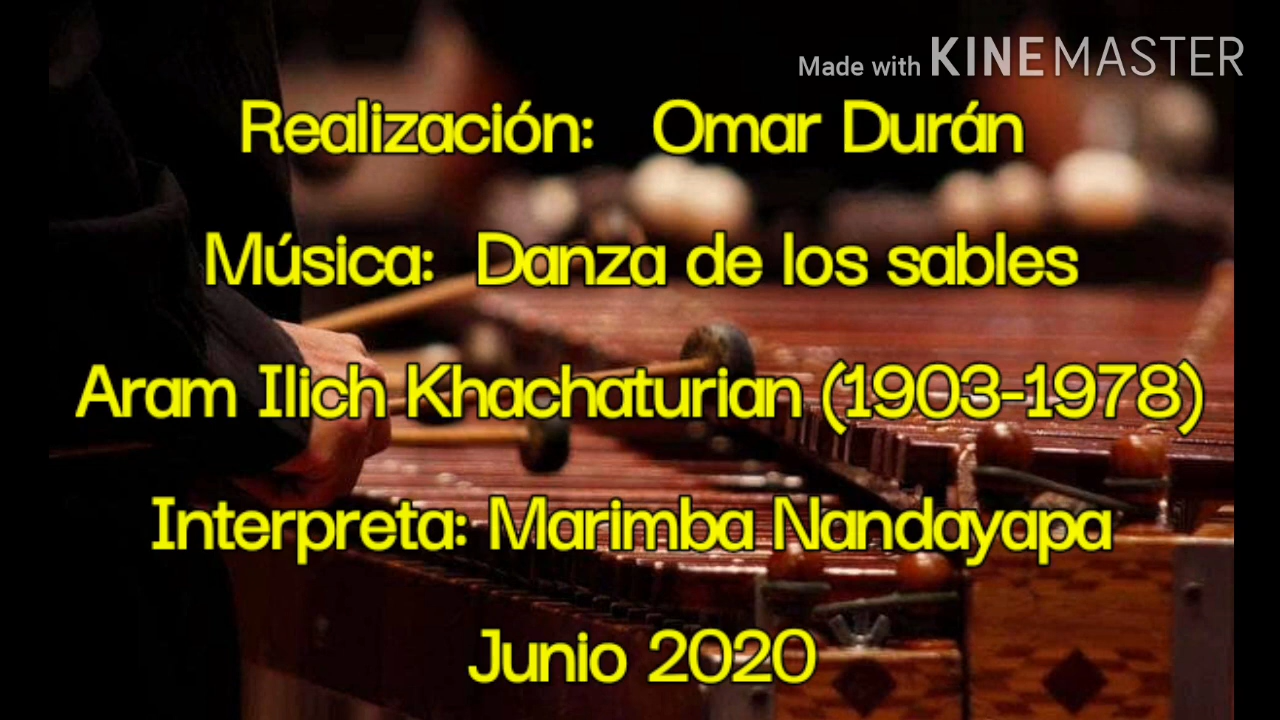 Made with KINEMASTER
Realización: Omar Durán
Música: Danza de los sables
Aram Ilich Khachaturian (1903-1978)
Interpreta: Marimba Nandayapa
Junio 2020